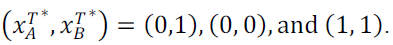 (x_A^{T*}, x_B^{T*}) = (0,1), (0,0), and (1,1).